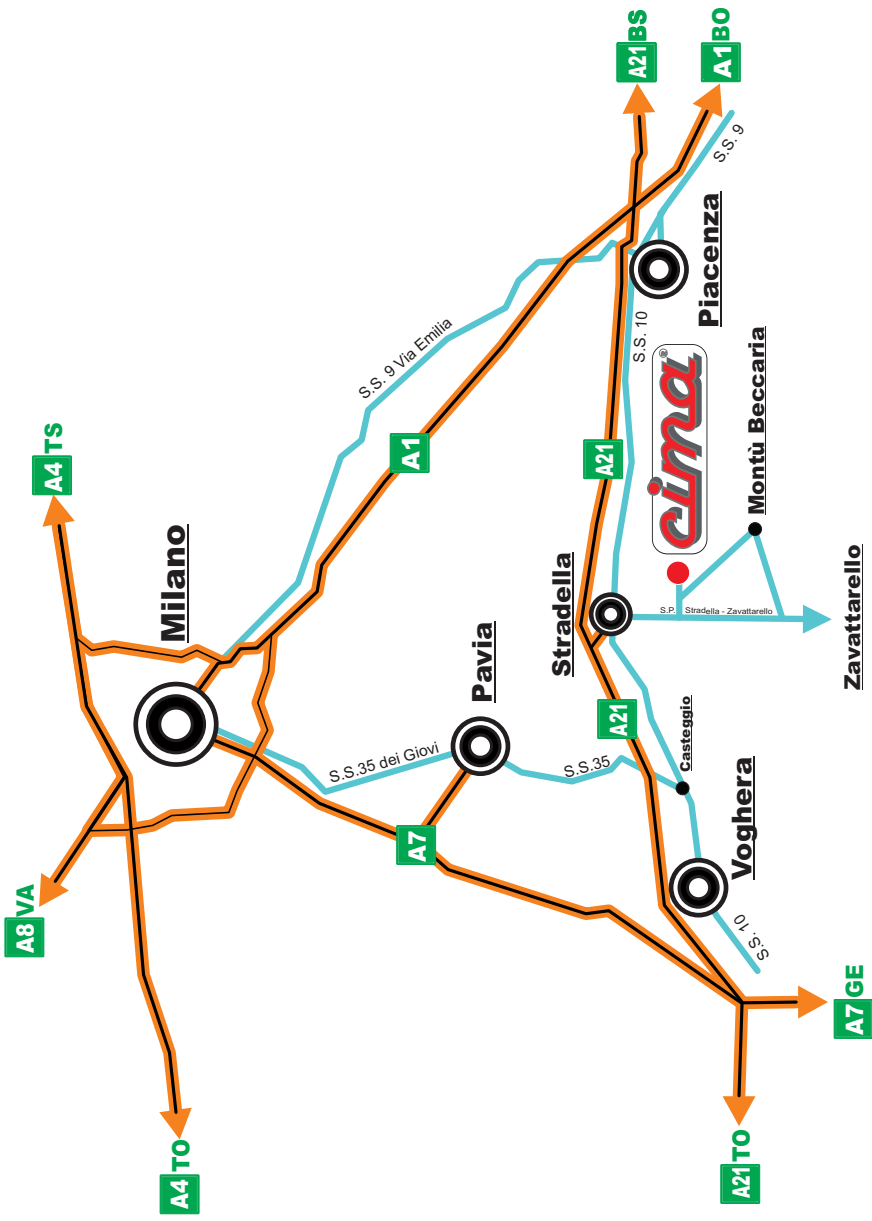 A4 TS
A8 VA
A4 TO
Milano
S.S. 9 Via Emilia
A1
S.S.35 dei Giovi
Pavia
A7
S.S.35
A21 BS
A1 BO
S.S. 9
Piacenza
S.S. 10
A21
cima®
Stradella
Montù Beccaria
S.P. Stradella - Zavattarello
Zavattarello
A21
Casteggio
Voghera
S.S. 10
A7 GE
A21 TO